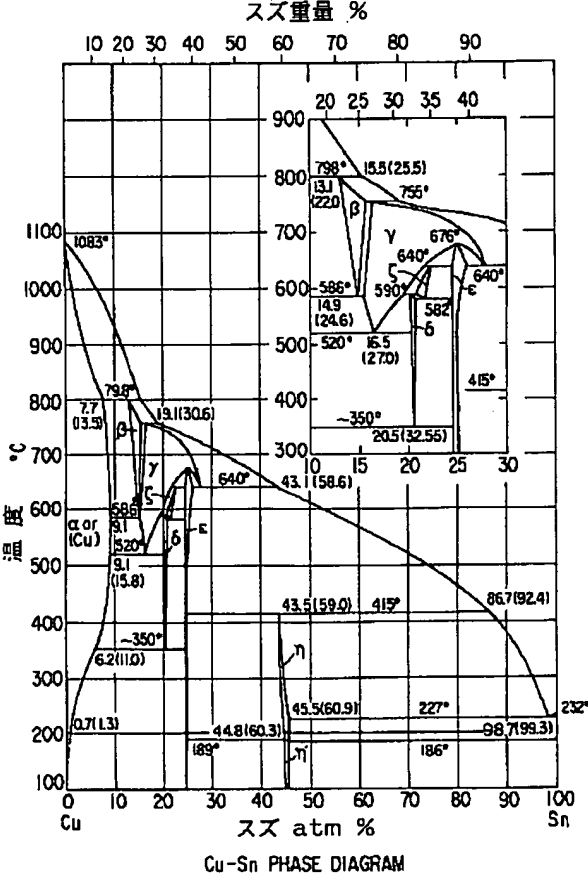 スズ重量 %
10 20 30 40 50 60 70 80 90
20 25 30 35 40
900
798° 15.5(25.5)
800
13.1
(22.0
755°
β
700
γ 676°
640°
1100
1083°
ζ
640°
600
586° 590° ε
1000
14.9
(24.6)
582
δ
500
520° 16.5
(27.0)
900
400
415°
79.8°
800
~350°
7.7
(13.5)
19.1(30.6)
20.5(32.55)
300
10 15 20 25 30
β
°C
700
γ
640°
43.1(58.6)
ζ
温度
600
586
α or
(Cu)
9.1
520°
δ ε
500
9.1
(15.8)
43.5(59.0) 415° 86.7(92.4)
400
~350°
6.2(11.0)
η
300
45.5(60.9) 227° 232°
0.7(1.3) 44.8(60.3) 98.7(99.3)
200
189° η' 186°
100
0 10 20 30 40 50 60 70 80 90 100
Cu スズ atm % Sn
Cu-Sn PHASE DIAGRAM